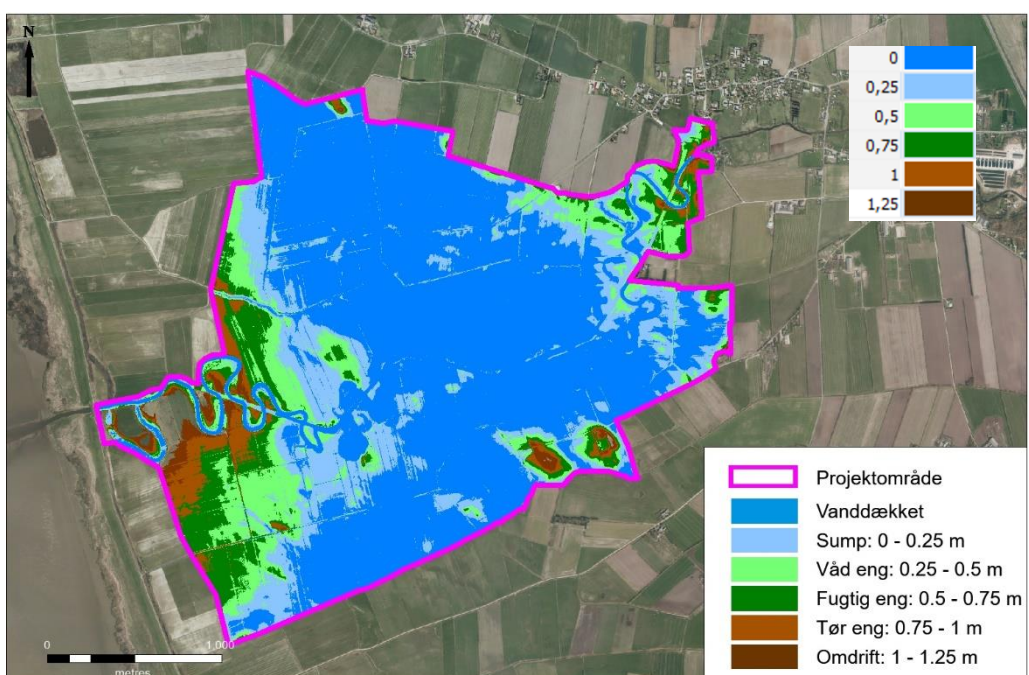 N
0
0,25
0,5
0,75
1
1,25
Projektområde
Vanddækket
Sump: 0 - 0.25 m
Våd eng: 0.25 - 0.5 m
Fugtig eng: 0.5 - 0.75 m
Tør eng: 0.75 - 1 m
Omdrift: 1 - 1.25 m
0 1.000
metres